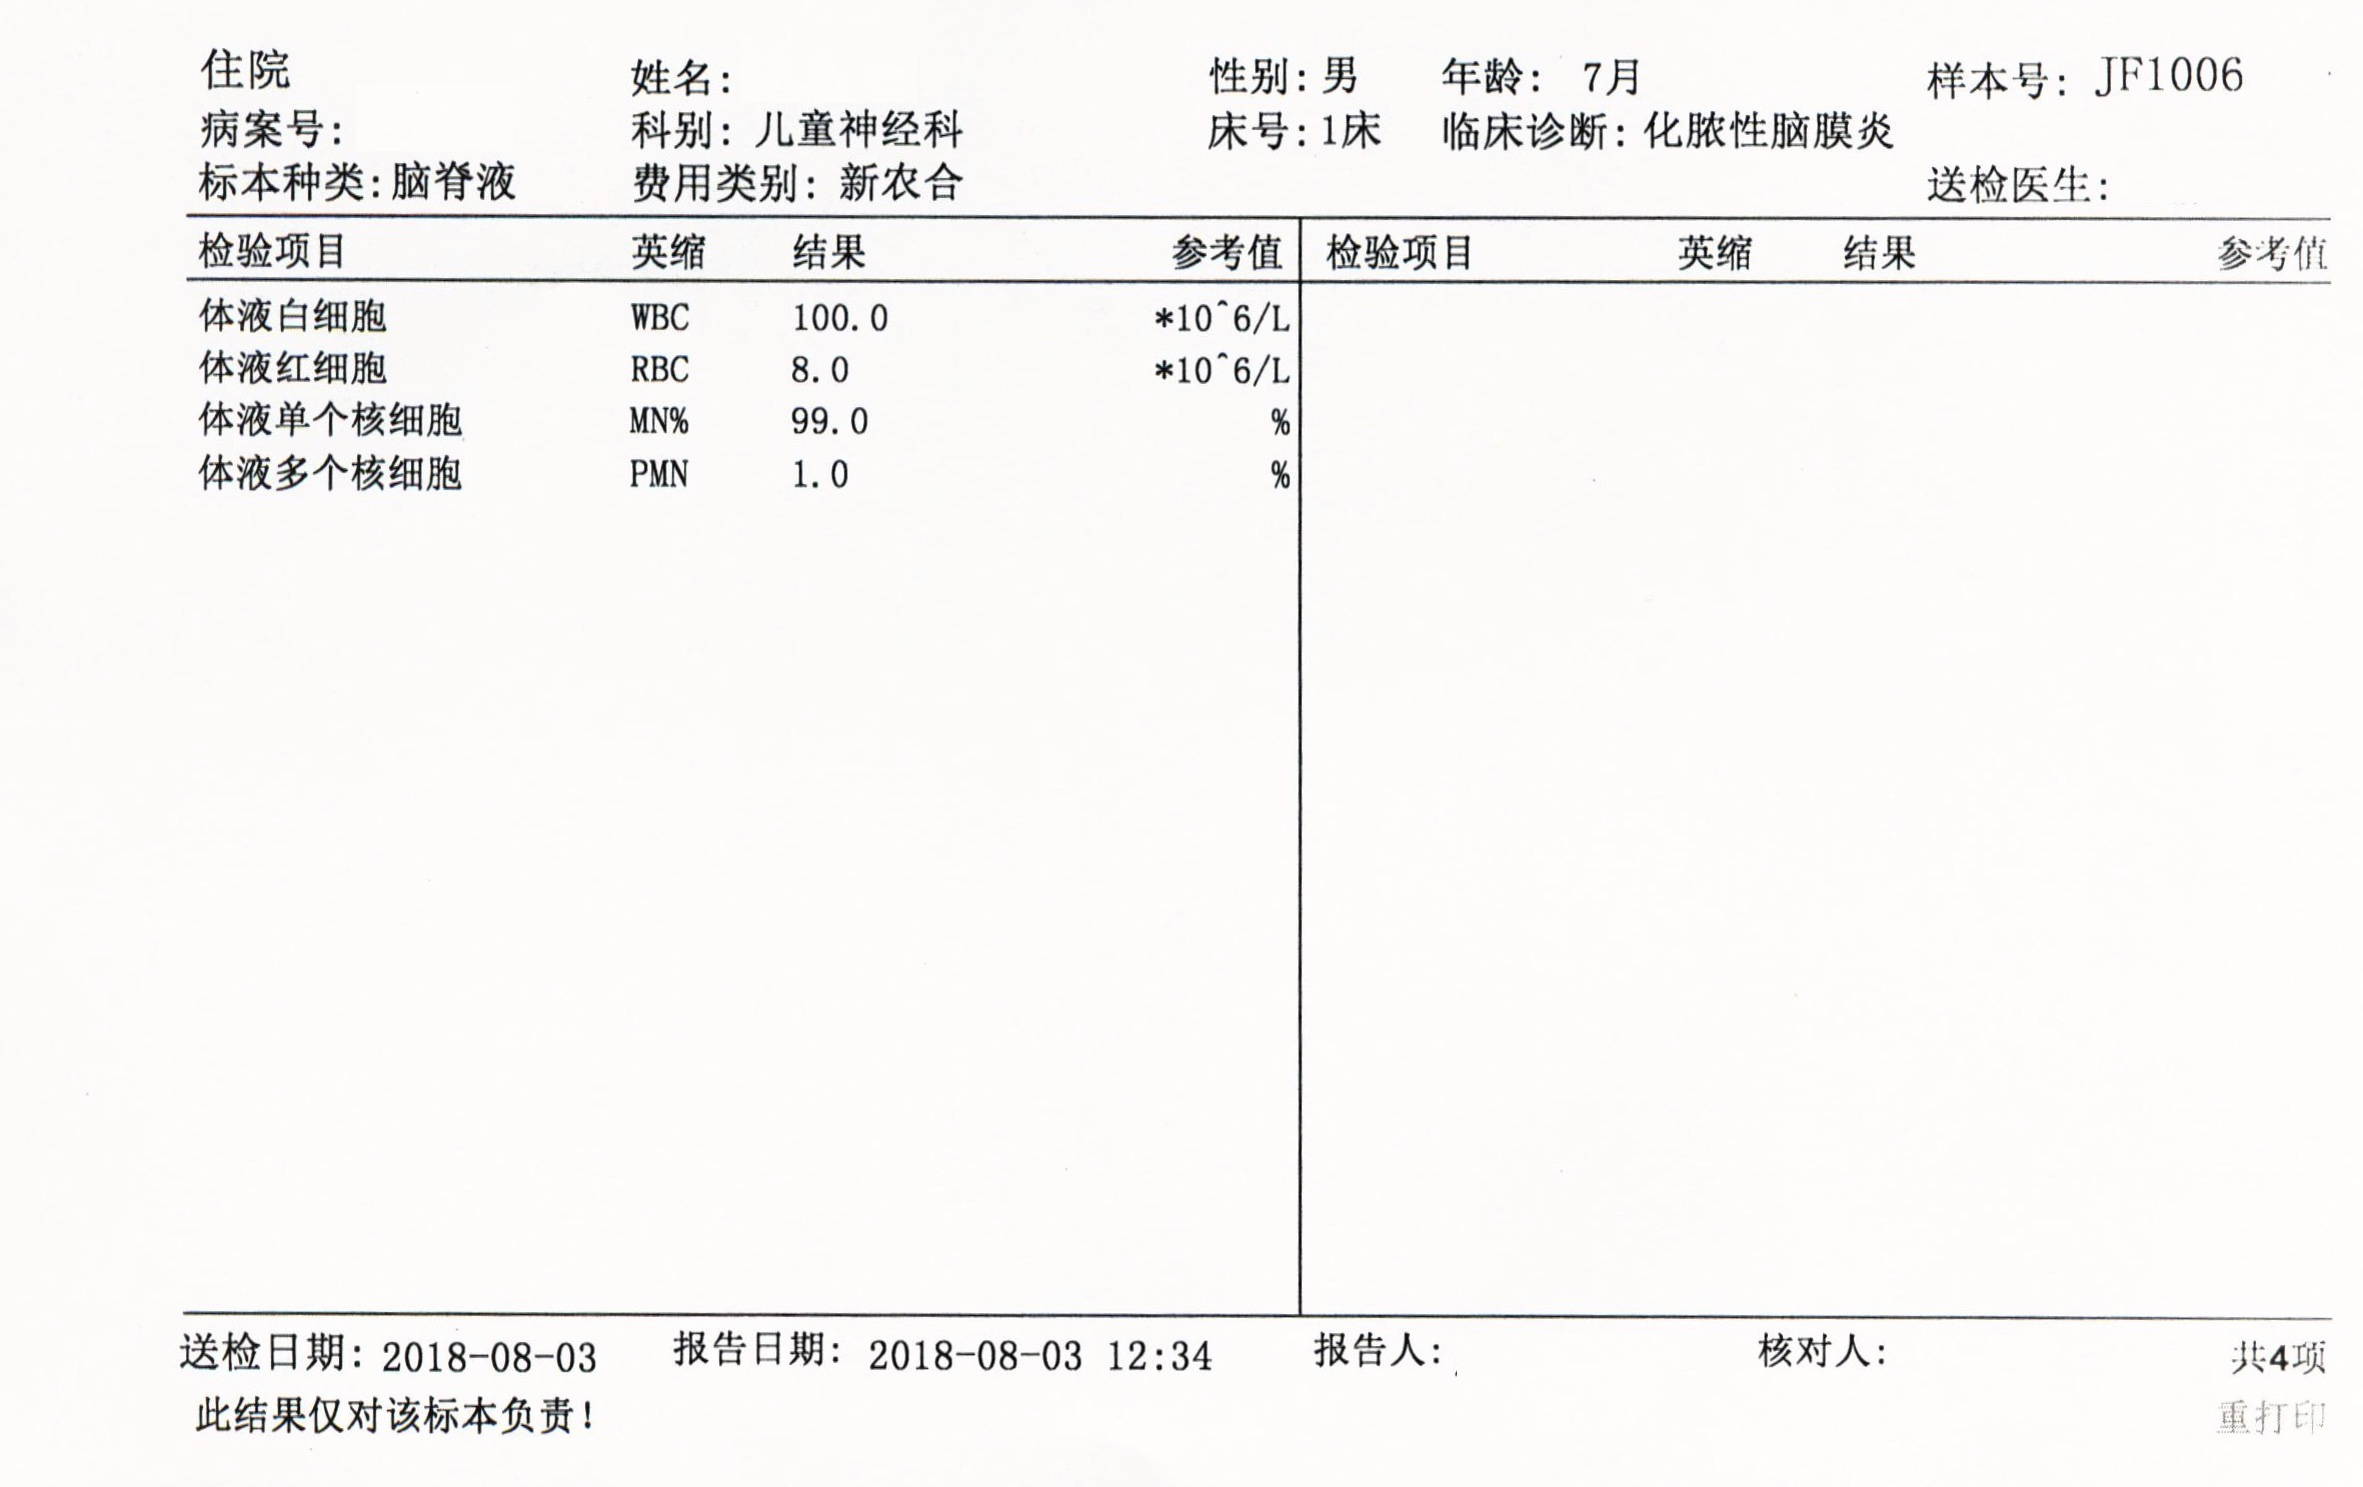 住院 姓名: 性别:男 年龄: 7月 样本号: JF1006
病案号: 科别: 儿童神经科 床号:1床 临床诊断:化脓性脑膜炎
标本种类:脑脊液 费用类别: 新农合 送检医生:
检验项目 英缩 结果 参考值 检验项目 英缩 结果 参考值
体液白细胞 WBC 100.0 *10^6/L
体液红细胞 RBC 8.0 *10^6/L
体液单个核细胞 MN% 99.0 %
体液多个核细胞 PMN 1.0 %
送检日期: 2018-08-03 报告日期: 2018-08-03 12:34 报告人: 核对人: 共4项
此结果仅对该标本负责! 重打印